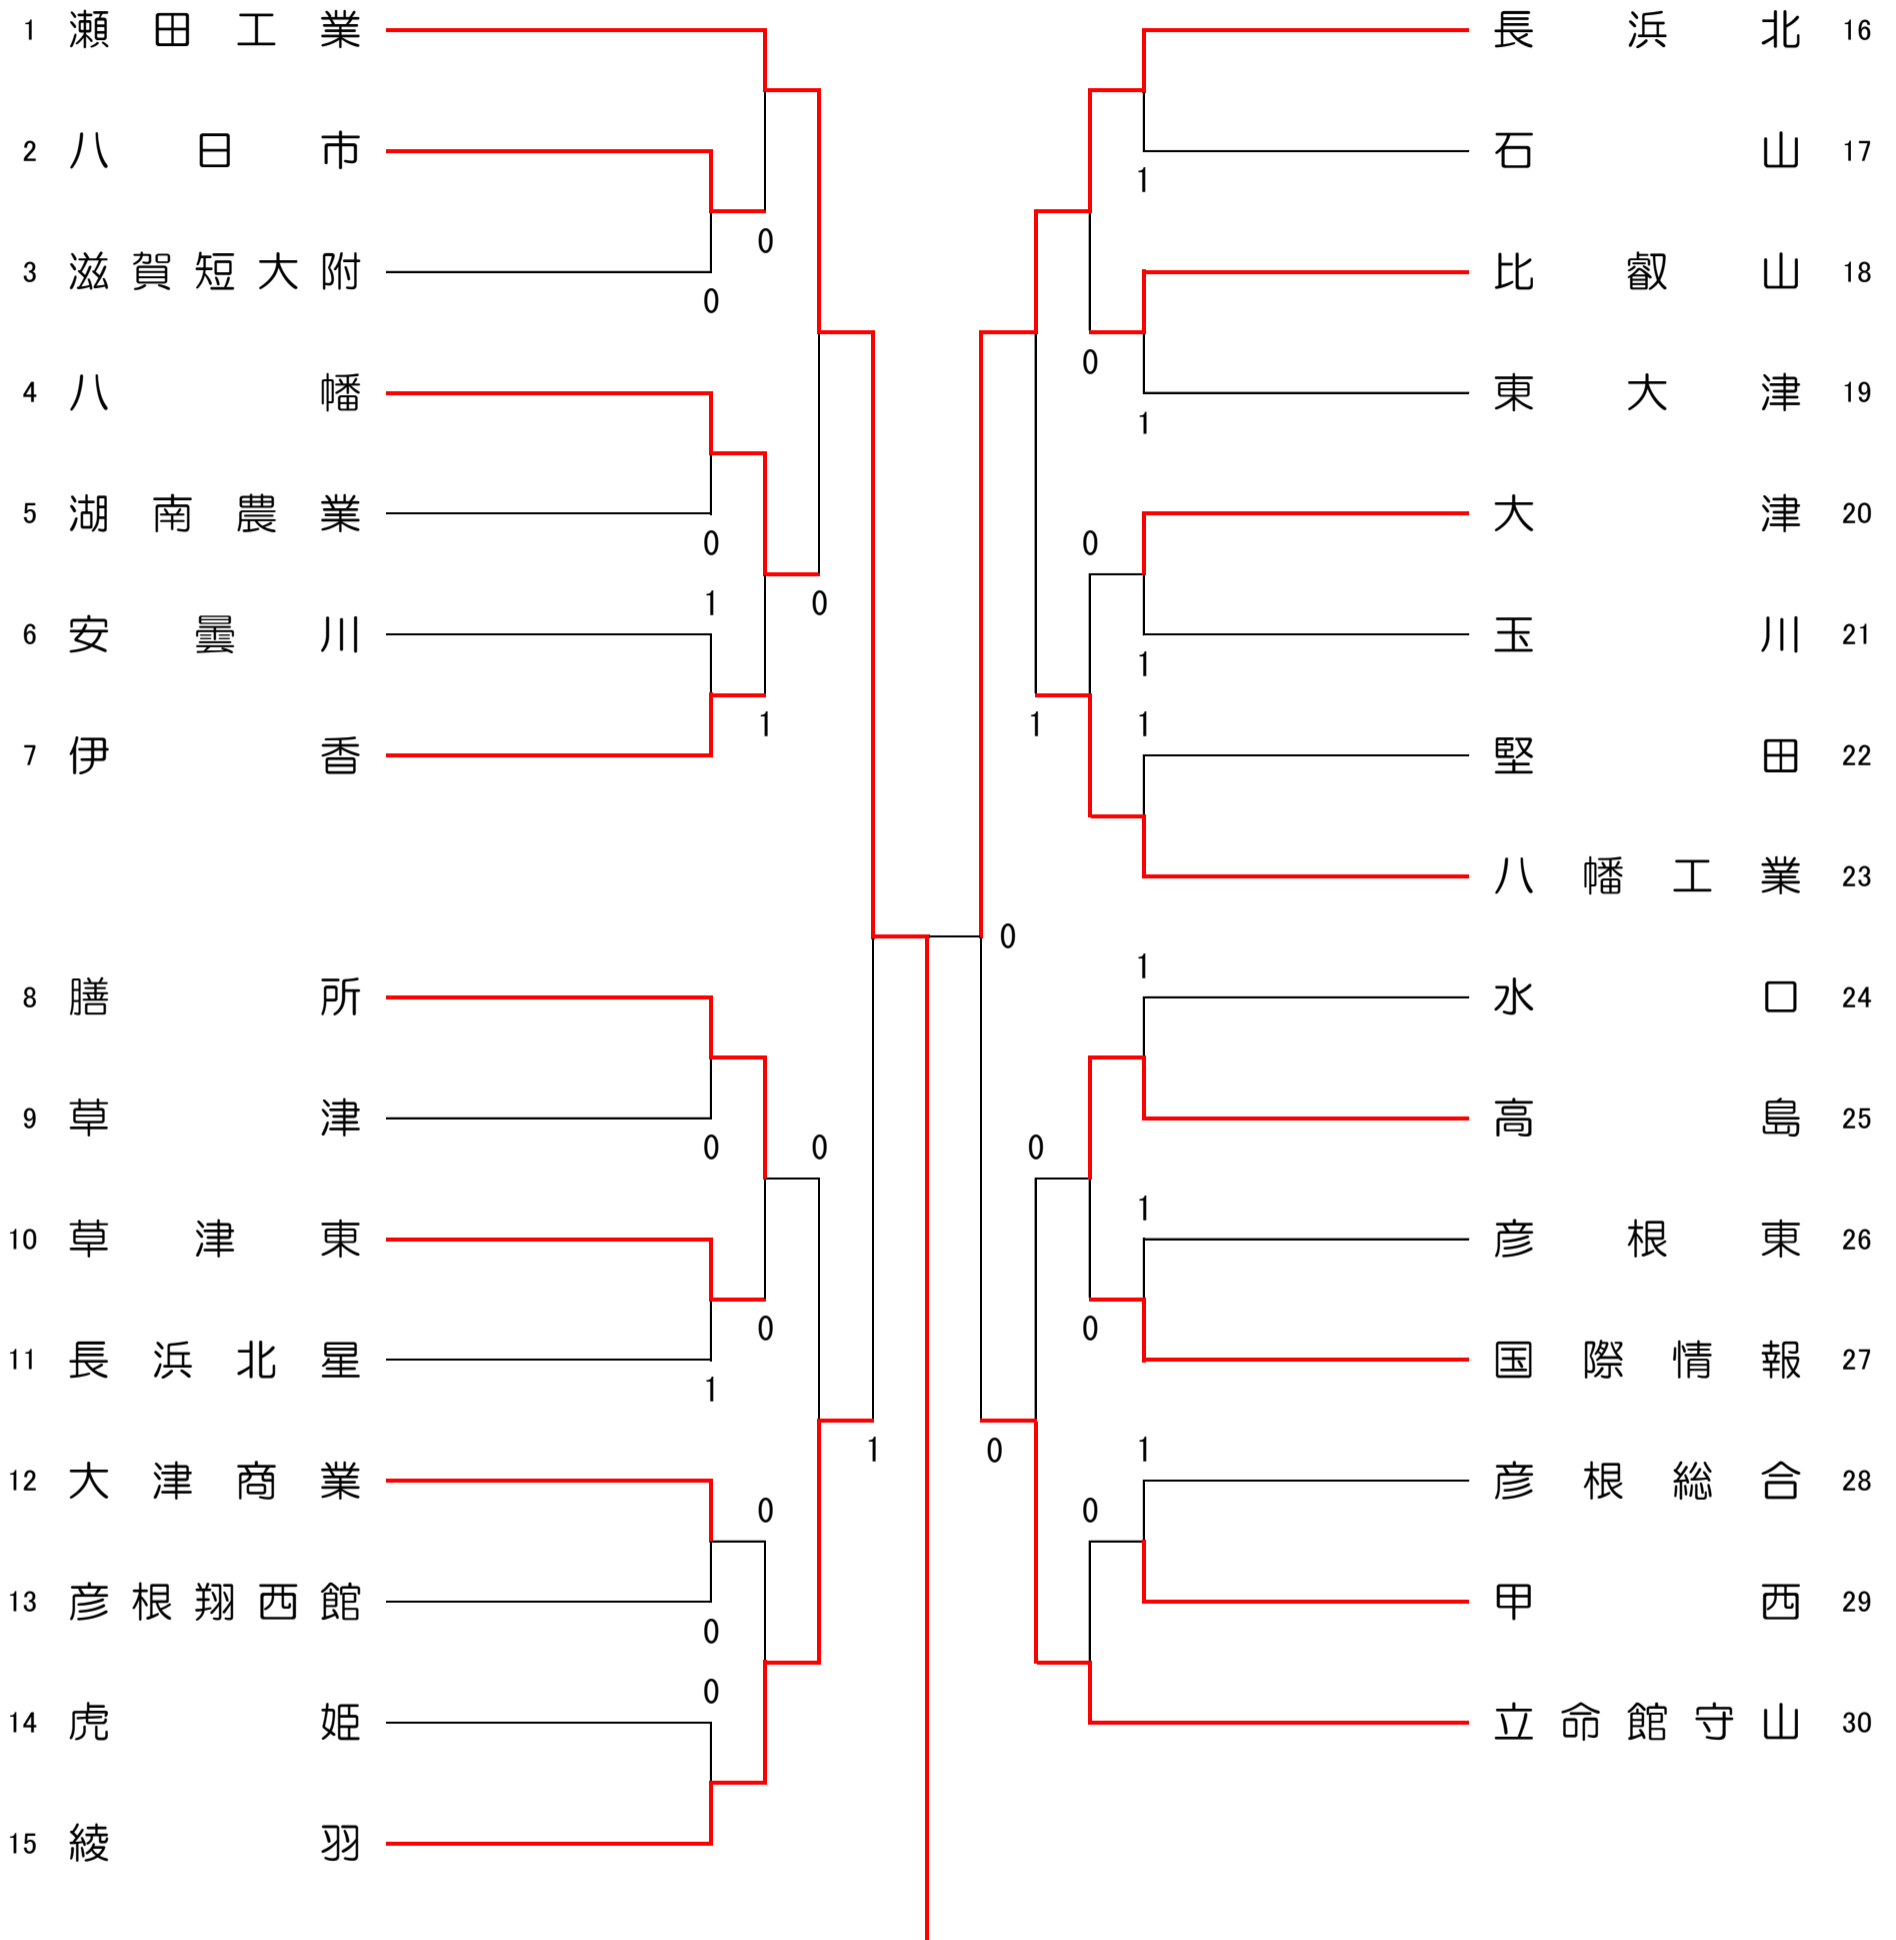 1 瀬田工業
長浜北 16
2 八日市
石山 17
1
0
3 滋賀短大附
比叡山 18
0
0
4 八幡
東大津 19
1
5 湖南農業
大津 20
0
0
1
0
6 安曇川
玉川 21
1
1
1
1
7 伊香
堅田 22
八幡工業 23
0
1
8 膳所
水口 24
9 草津
高島 25
0
0
0
1
10 草津東
彦根東 26
0
0
11 長浜北星
国際情報 27
1
1
0
1
12 大津商業
彦根総合 28
0
0
13 彦根翔西館
甲西 29
0
0
14 虎姫
立命館守山 30
15 綾羽